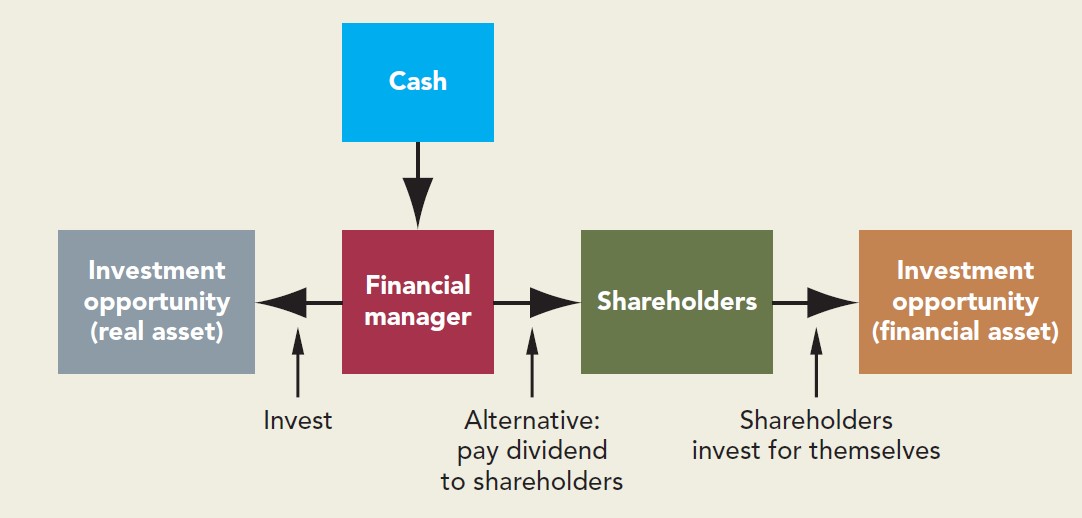 Cash
Investment
opportunity
(real asset)
Financial
manager
Shareholders
Investment
opportunity
(financial asset)
Invest
Alternative:
pay dividend
to shareholders
Shareholders
invest for themselves